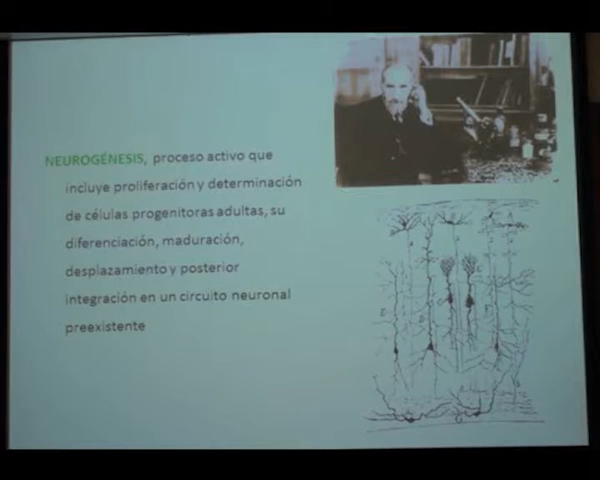 NEUROGÉNESIS, proceso activo que
incluye proliferación y determinación
de células progenitoras adultas, su
diferenciación, maduración,
desplazamiento y posterior
integración en un circuito neuronal
preexistente